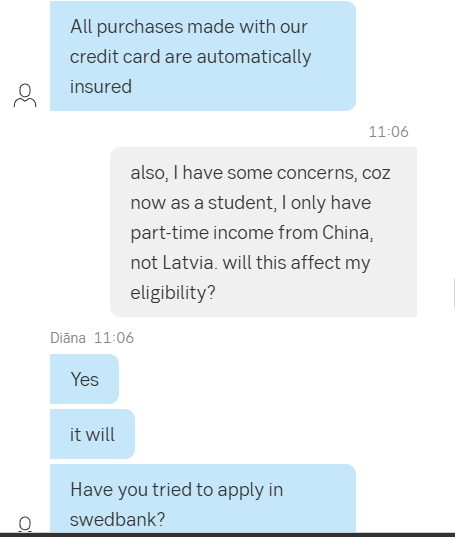 All purchases made with our
credit card are automatically
insured
11:06
also, I have some concerns, coz
now as a student, I only have
part-time income from China,
not Latvia. will this affect my
eligibility?
Diāna 11:06
Yes
it will
Have you tried to apply in
swedbank?